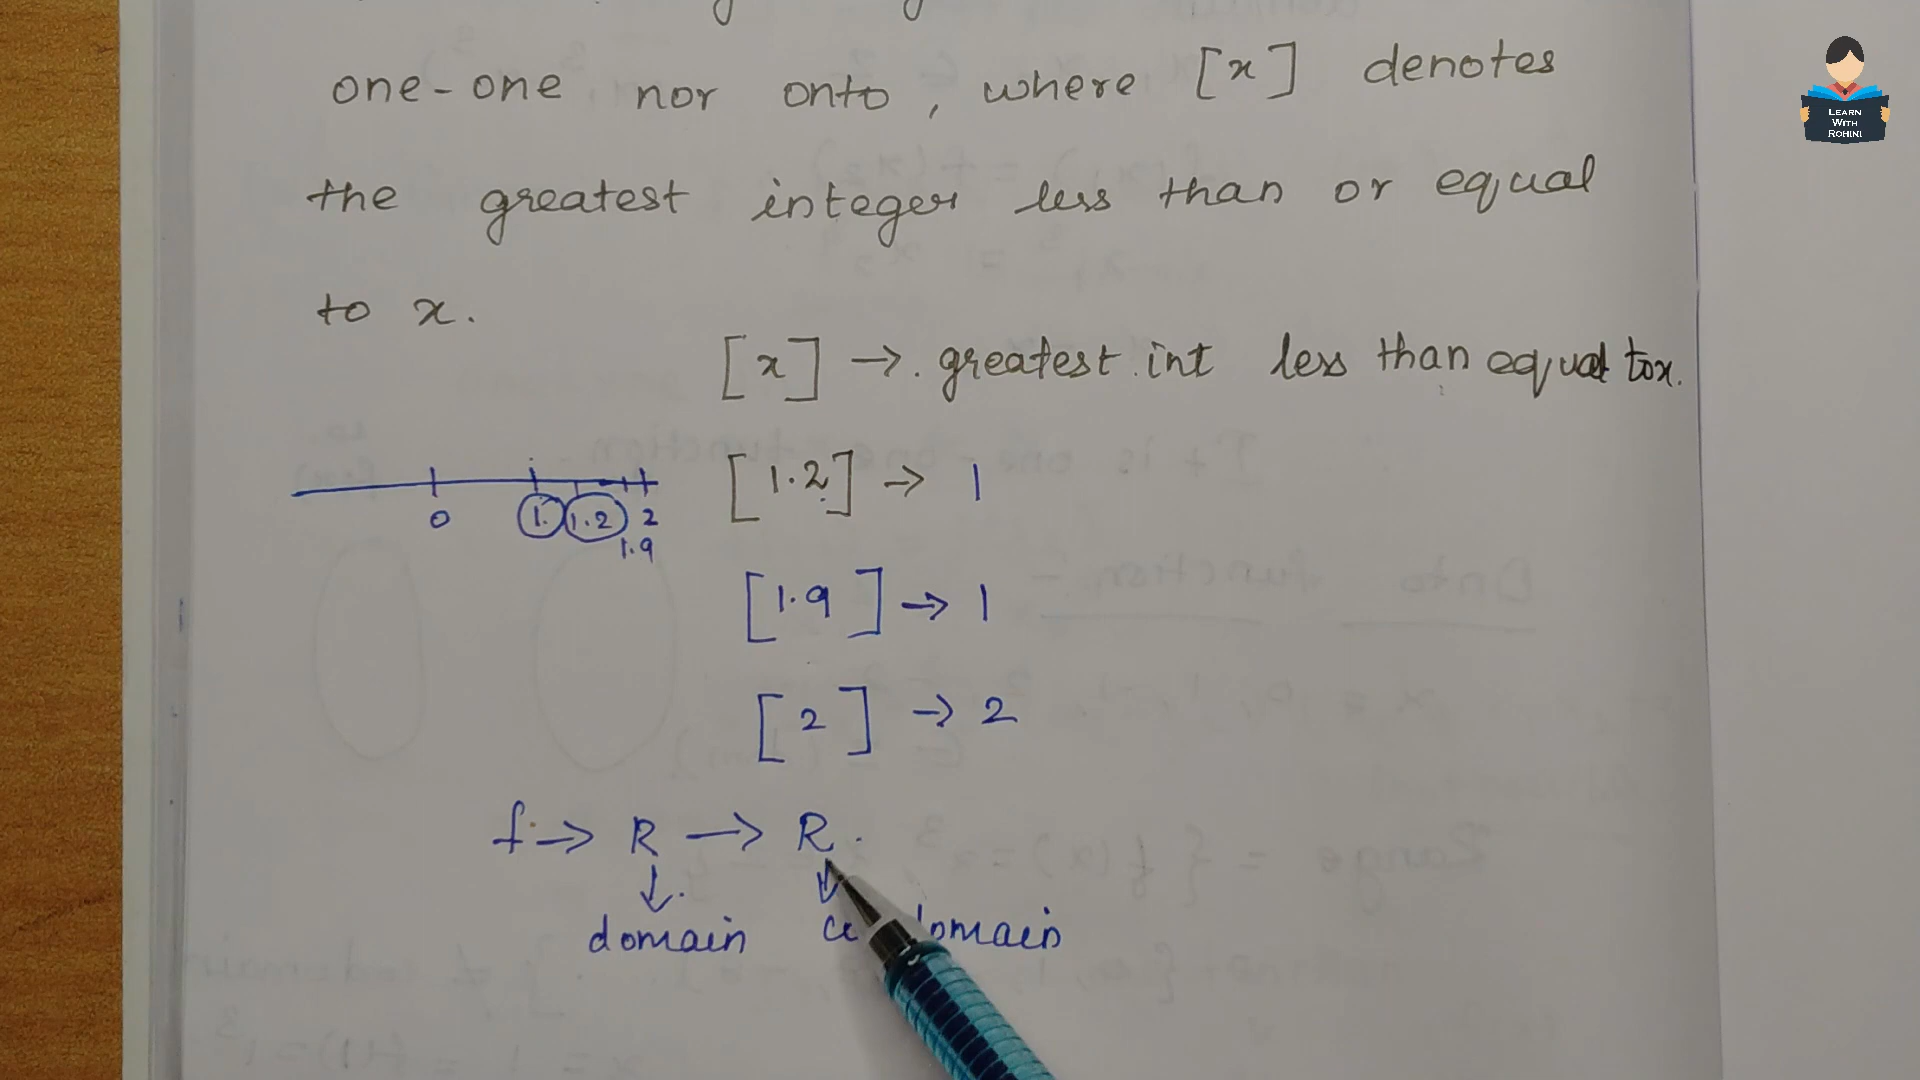 one-one nor onto, where [x] denotes
the greatest integer less than or equal
to x.
[x] → greatest int less than equal to x.
0 1. 1.2 2
1.9
[1.2] → 1
[1.9] → 1
[2] → 2
f → R → R.
domain domain
LEARN
WITH
ROHINI